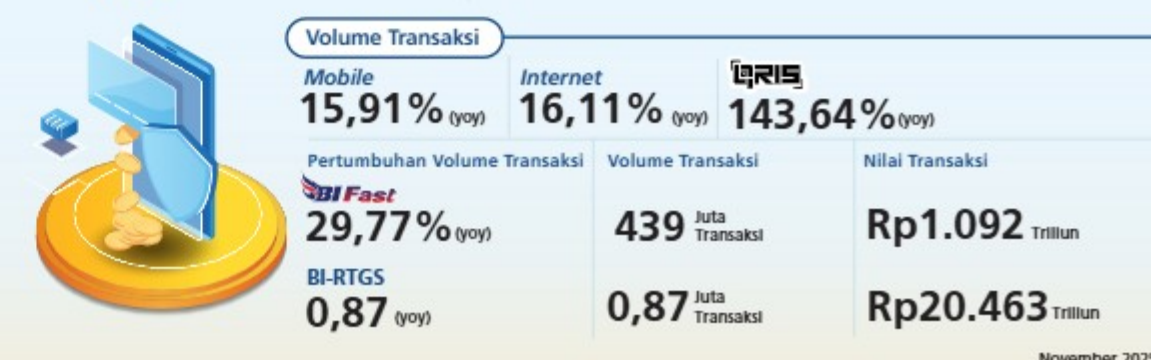 Volume Transaksi
Mobile
15,91% (yoy)
Internet
16,11% (yoy)
QRIS
143,64% (yoy)
Pertumbuhan Volume Transaksi
Volume Transaksi
Nilai Transaksi
BI Fast
29,77% (yoy)
439 Juta Transaksi
Rp1.092 Triliun
BI-RTGS
0,87 (yoy)
0,87 Juta Transaksi
Rp20.463 Triliun
November 2025